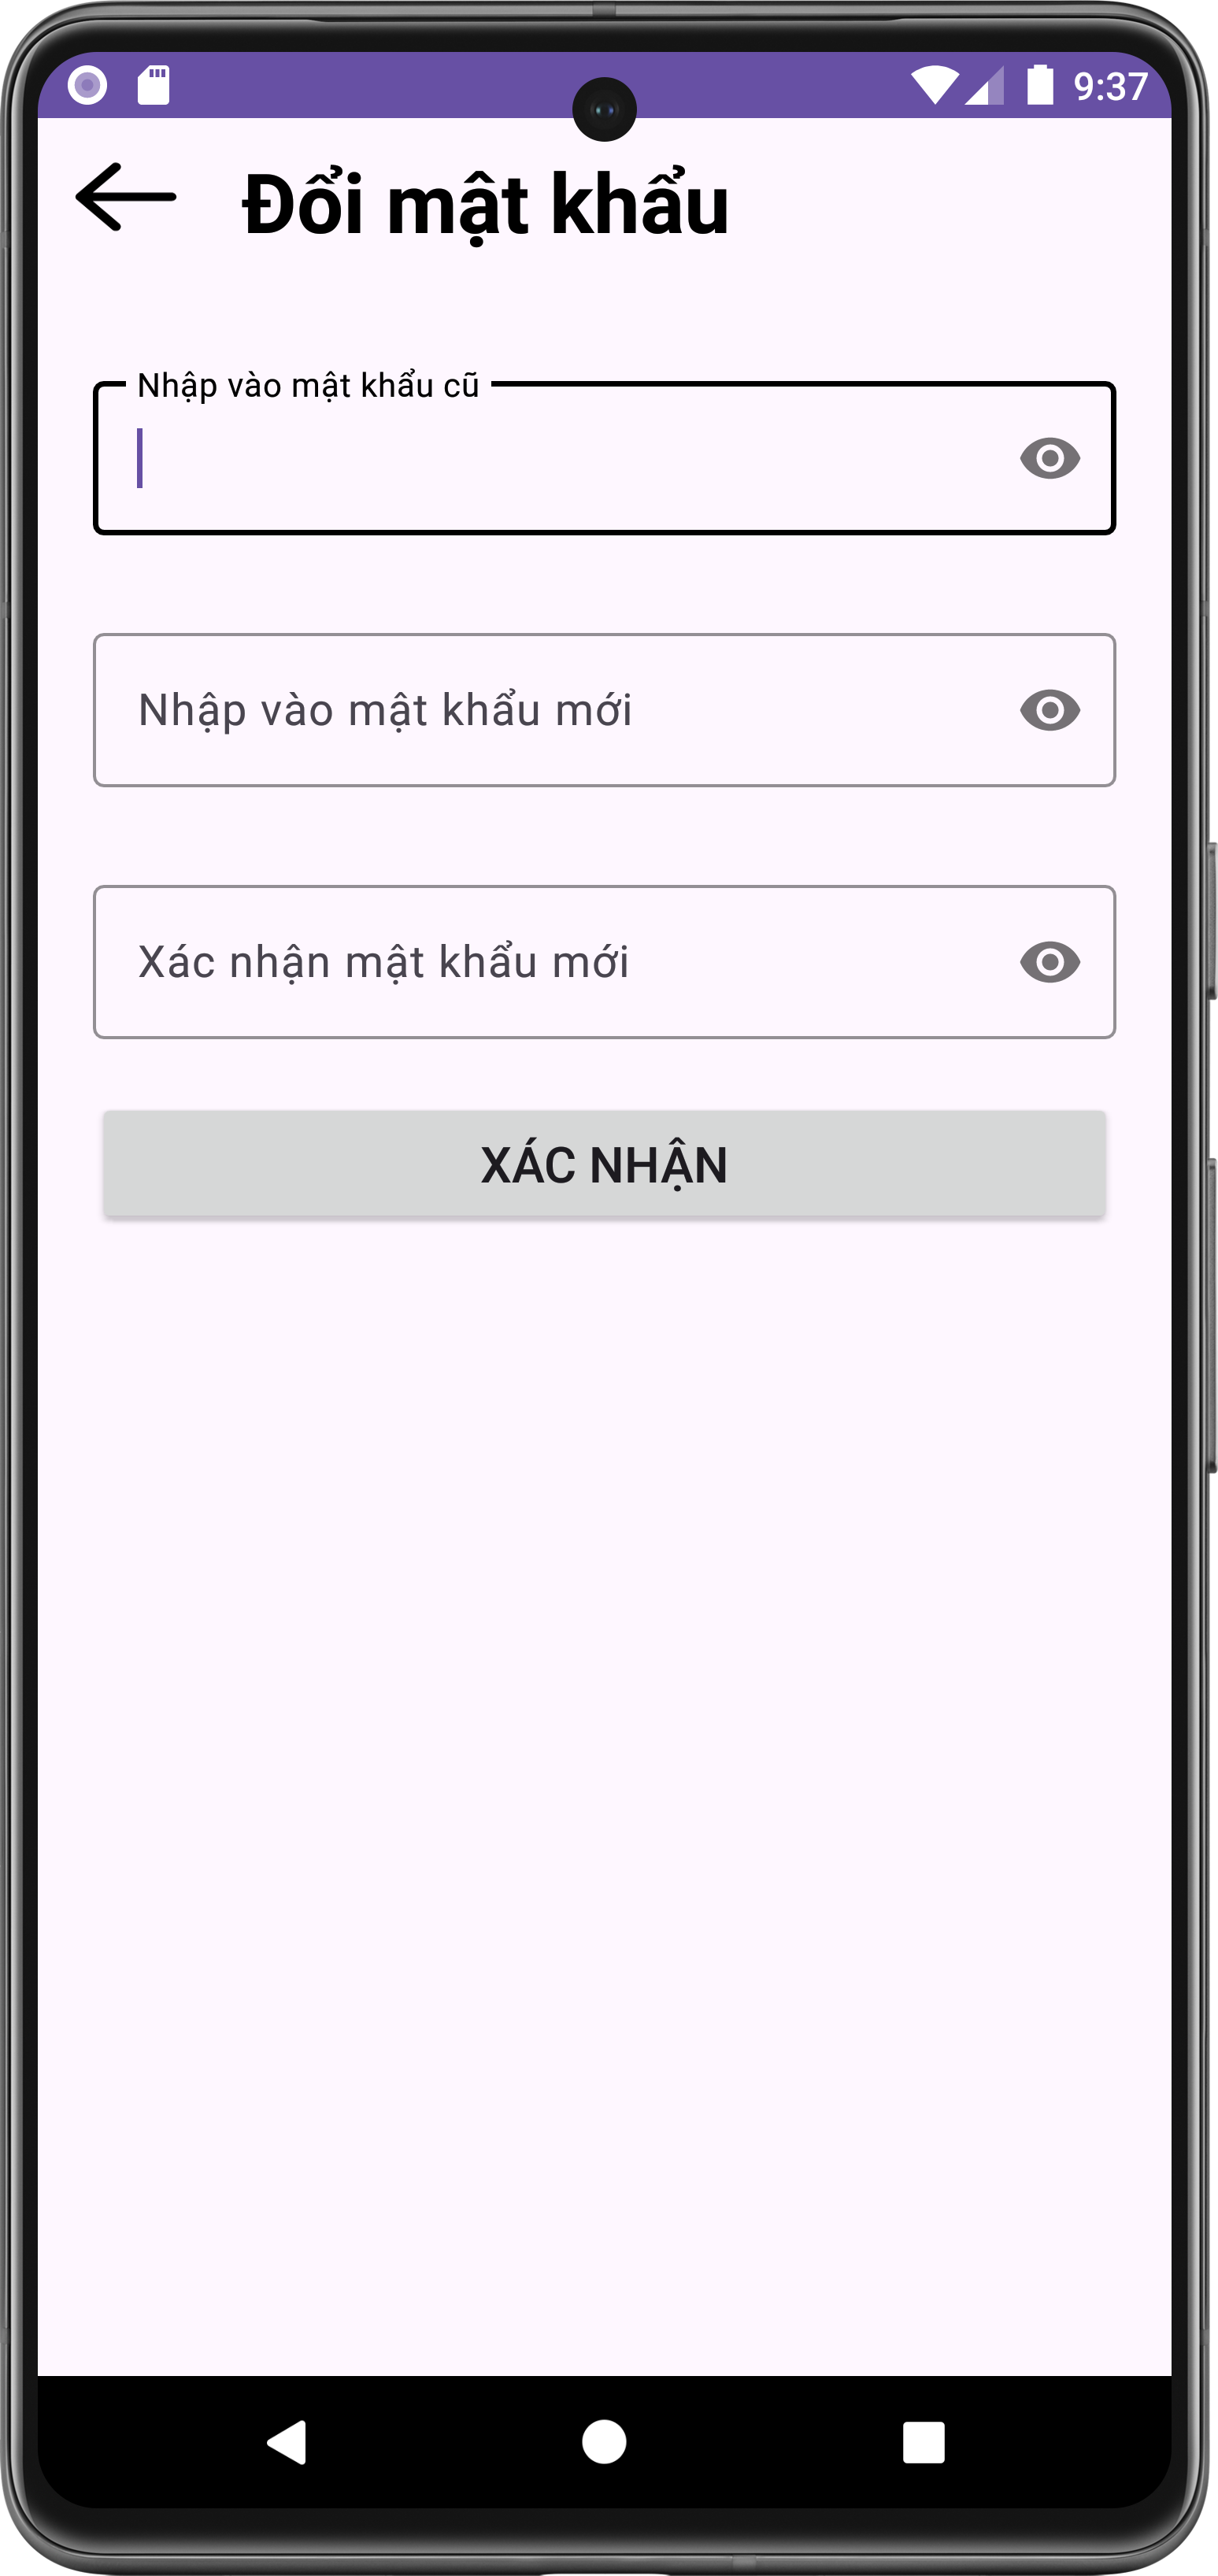 9:37
Đổi mật khẩu
Nhập vào mật khẩu cũ
Nhập vào mật khẩu mới
Xác nhận mật khẩu mới
XÁC NHẬN